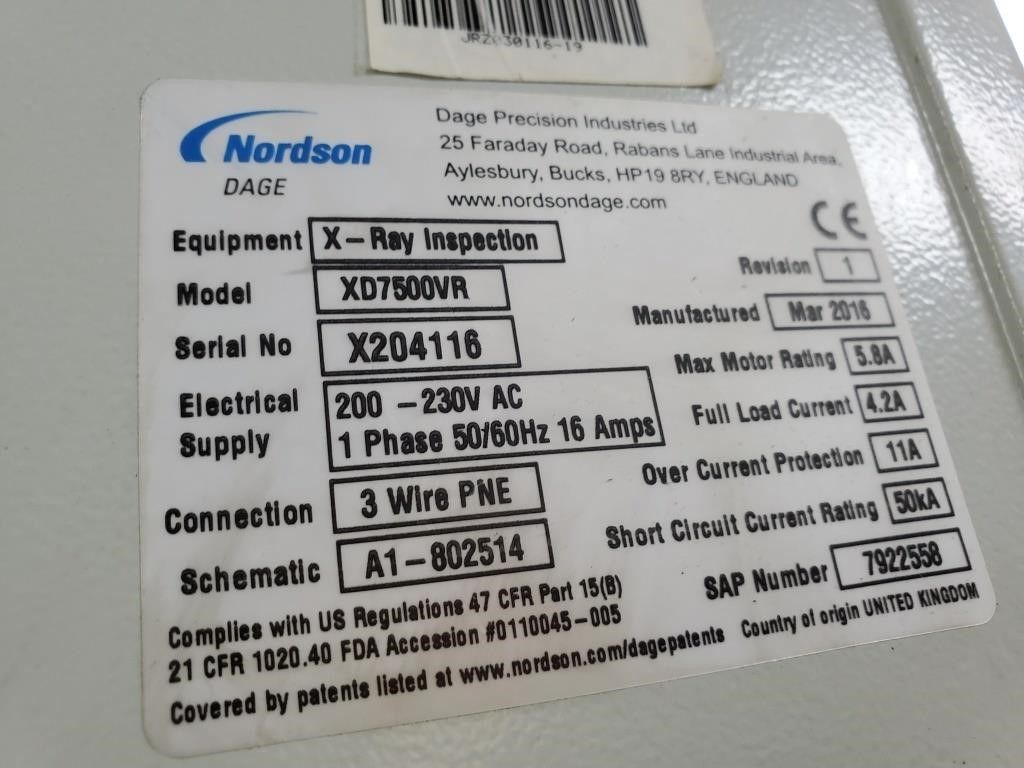 JRZ030116-19
Nordson
DAGE
Dage Precision Industries Ltd
25 Faraday Road, Rabans Lane Industrial Area,
Aylesbury, Bucks, HP19 8RY, ENGLAND
www.nordsondage.com
CE
Equipment X-Ray Inspection
Revision 1
Model XD7500VR
Manufactured Mar 2016
Serial No X204116
Max Motor Rating 5.8A
Electrical Supply 200 -230V AC
1 Phase 50/60Hz 16 Amps
Full Load Current 4.2A
Over Current Protection 11A
Connection 3 Wire PNE
Short Circuit Current Rating 50kA
Schematic A1-802514
SAP Number 7922558
Complies with US Regulations 47 CFR Part 15(B)
21 CFR 1020.40 FDA Accession #0110045-005
Covered by patents listed at www.nordson.com/dagepatents
Country of origin UNITED KINGDOM